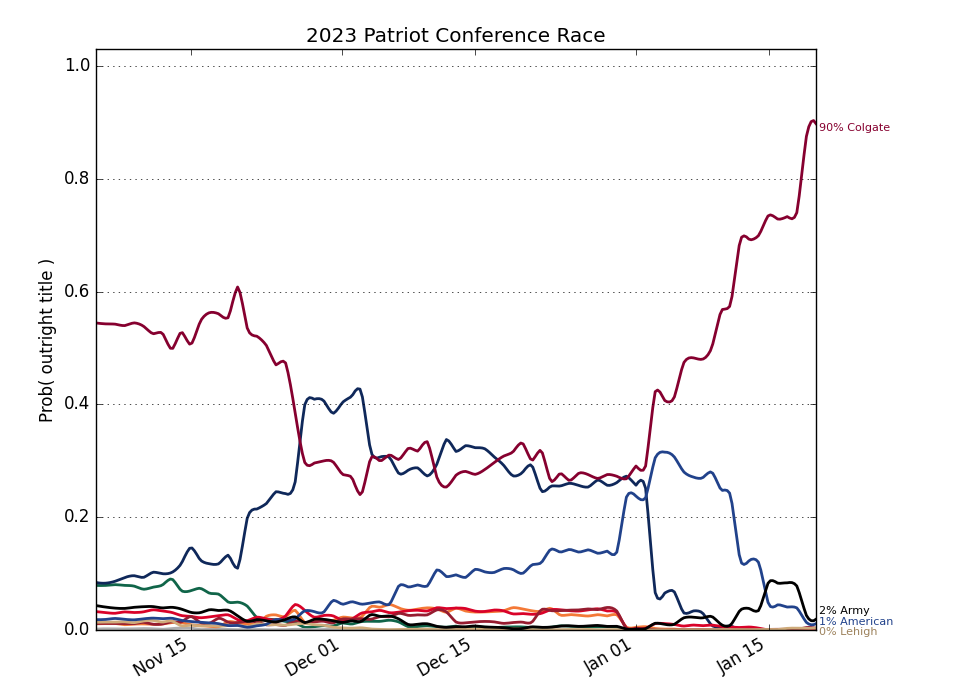 2023 Patriot Conference Race
Prob( outright title )
1.0
0.8
0.6
0.4
0.2
0.0
90% Colgate
2% Army
1% American
0% Lehigh
Nov 15
Dec 01
Dec 15
Jan 01
Jan 15